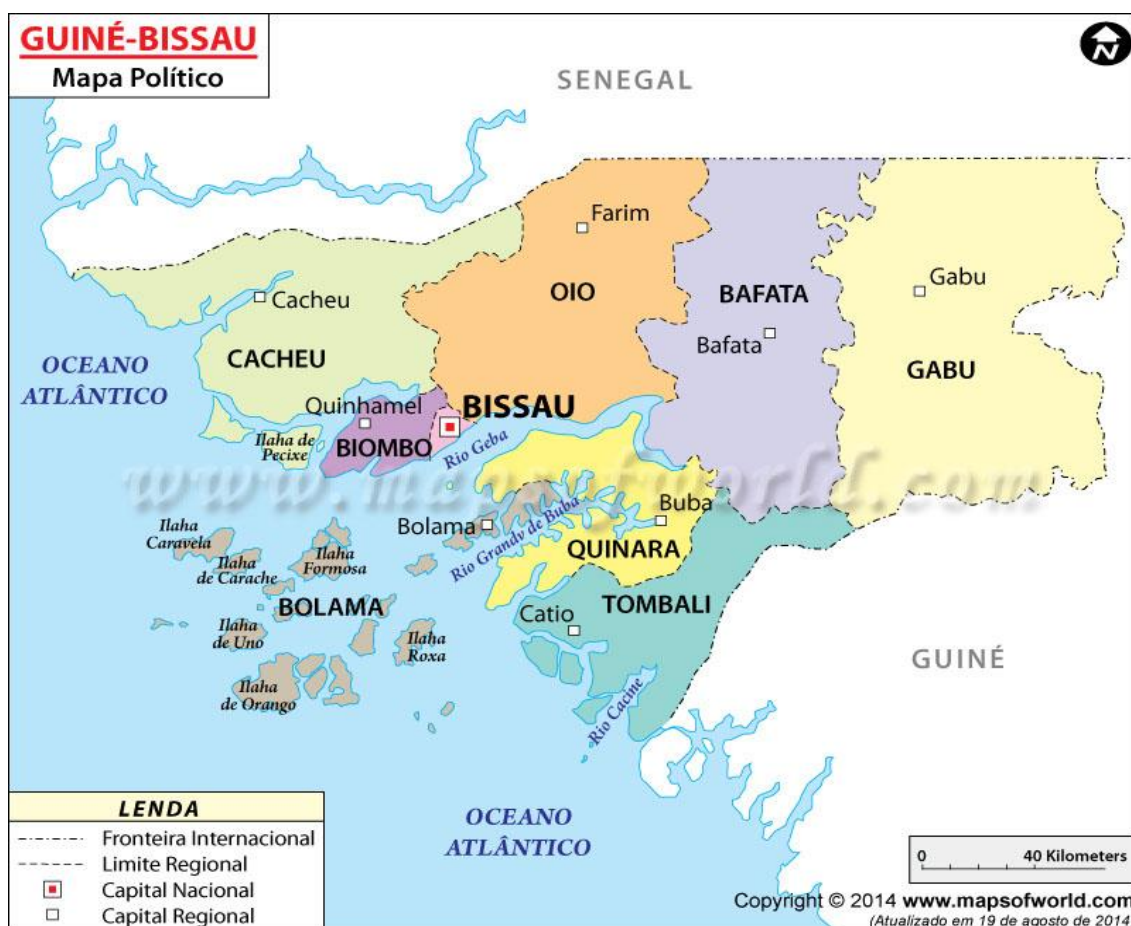 GUINÉ-BISSAU
Mapa Político
N
SENEGAL
Farim
OIO
BAFATA
Gabu
Cacheu
Bafata
GABU
CACHEU
OCEANO
ATLÂNTICO
Quinhamel
BISSAU
BIOMBO
Ilaha de
Pecixe
Rio Geba
www.mapsofworld.com
Buba
Bolama
Rio Grandv de Buba
QUINARA
Ilaha
Caravela
Ilaha
de Carache
Ilaha
Formosa
BOLAMA
TOMBALI
Catio
Ilaha
de Uno
Ilaha
Roxa
GUINÉ
Ilaha
de Orango
Rio Cacine
OCEANO
ATLÂNTICO
LENDA
Fronteira Internacional
Limite Regional
Capital Nacional
Capital Regional
0 40 Kilometers
Copyright © 2014 www.mapsofworld.com
(Atualizado em 19 de agosto de 2014